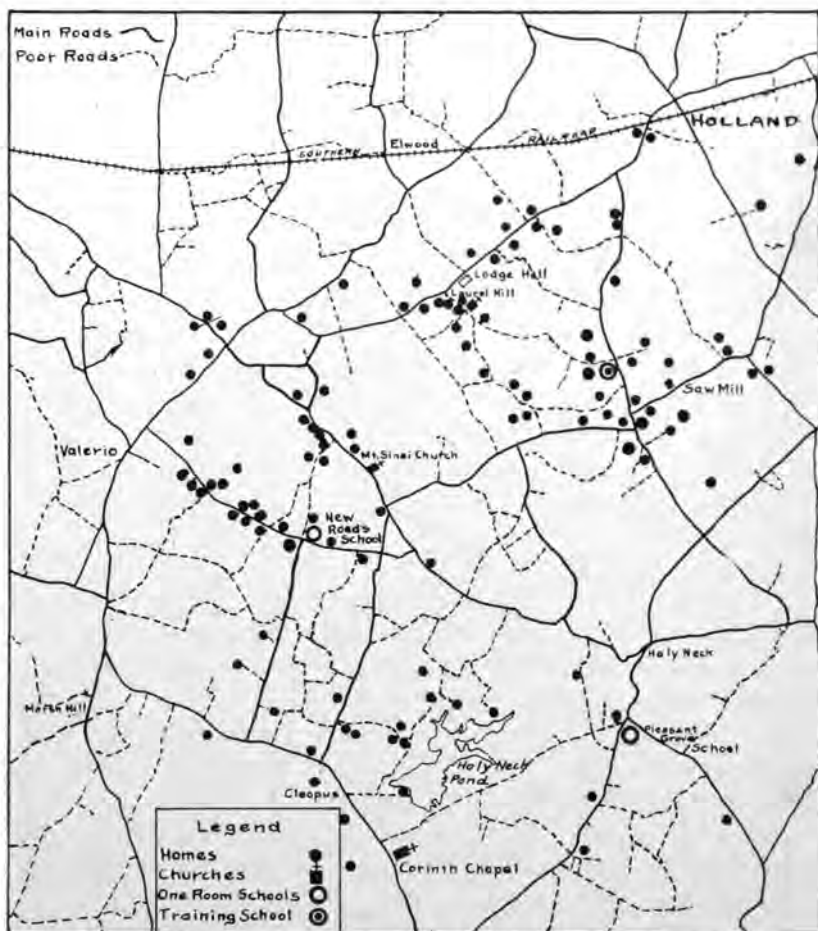 Main Roads
Poor Roads
HOLLAND
SOUTHERN
Elwood
RAILROAD
Lodge Hall
Laurel Hill
Saw Mill
Valerio
Mt. Sinai Church
New
Roads
School
Holy Neck
Pleasant
Grove
School
Holy Neck
Pond
Cleopus
Corinth Chapel
Legend
Homes
Churches
One Room Schools
Training School